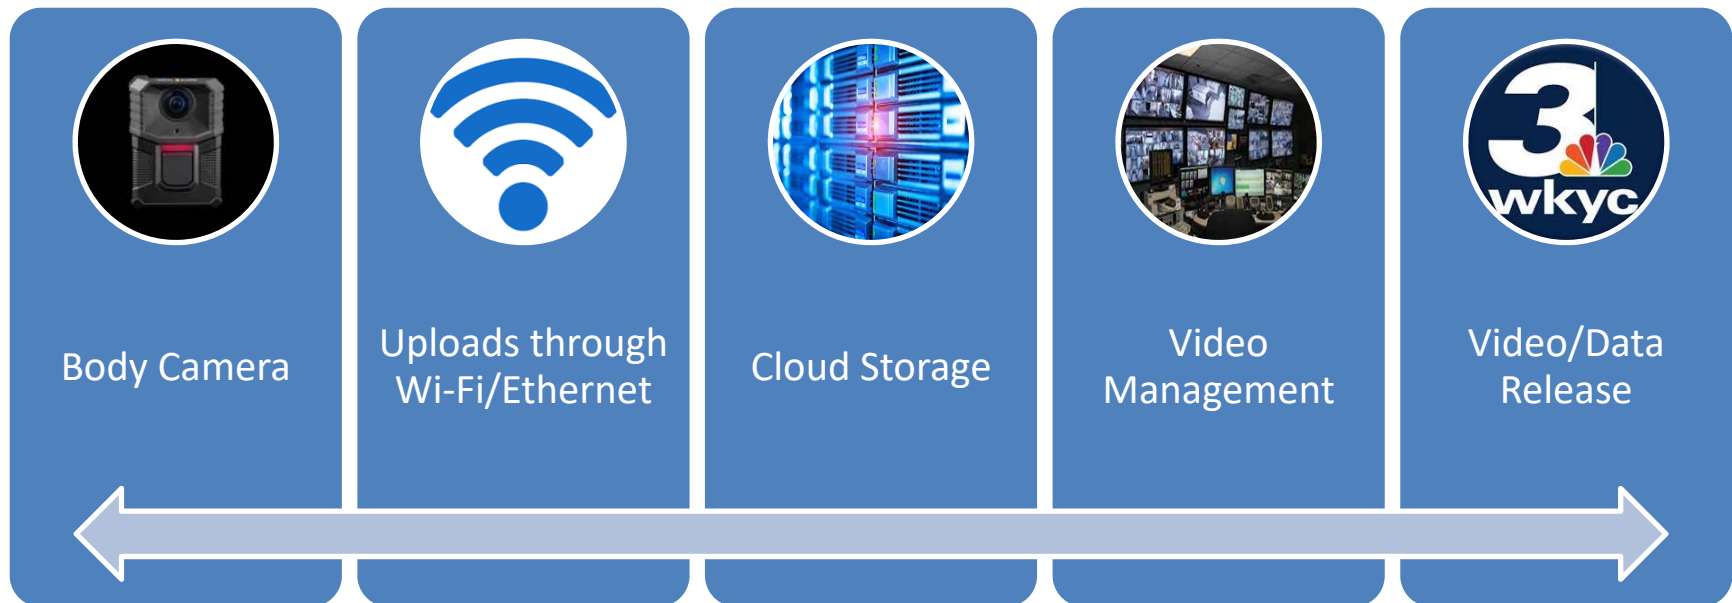 3
wkyc
Body Camera
Uploads through
Wi-Fi/Ethernet
Cloud Storage
Video
Management
Video/Data
Release